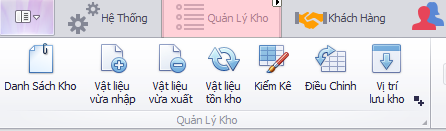 Hệ Thống
Quản Lý Kho
Khách Hàng
Danh Sách Kho
Vật liệu
vừa nhập
Vật liệu
vừa xuất
Vật liệu
tồn kho
Kiểm Kê
Điều Chỉnh
Vị trí
lưu kho
Quản Lý Kho